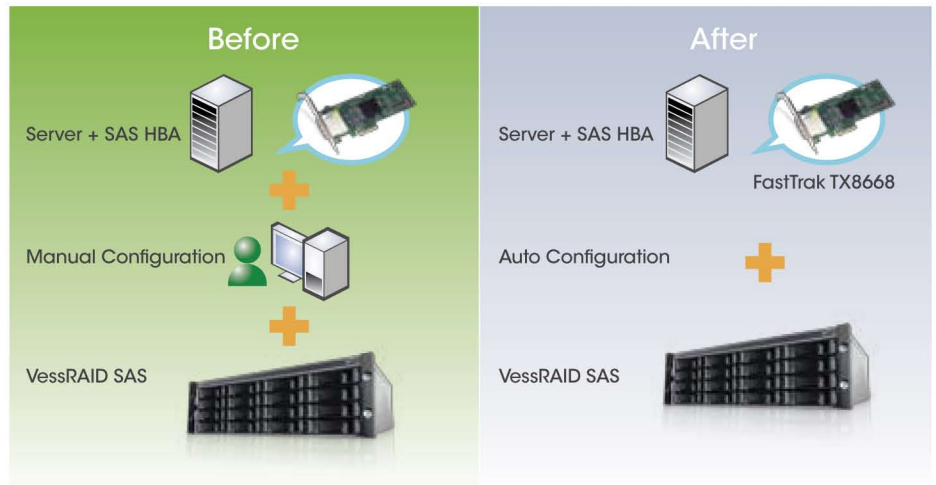 Before
Server + SAS HBA
Manual Configuration
VessRAID SAS
After
Server + SAS HBA
FastTrak TX8668
Auto Configuration
VessRAID SAS